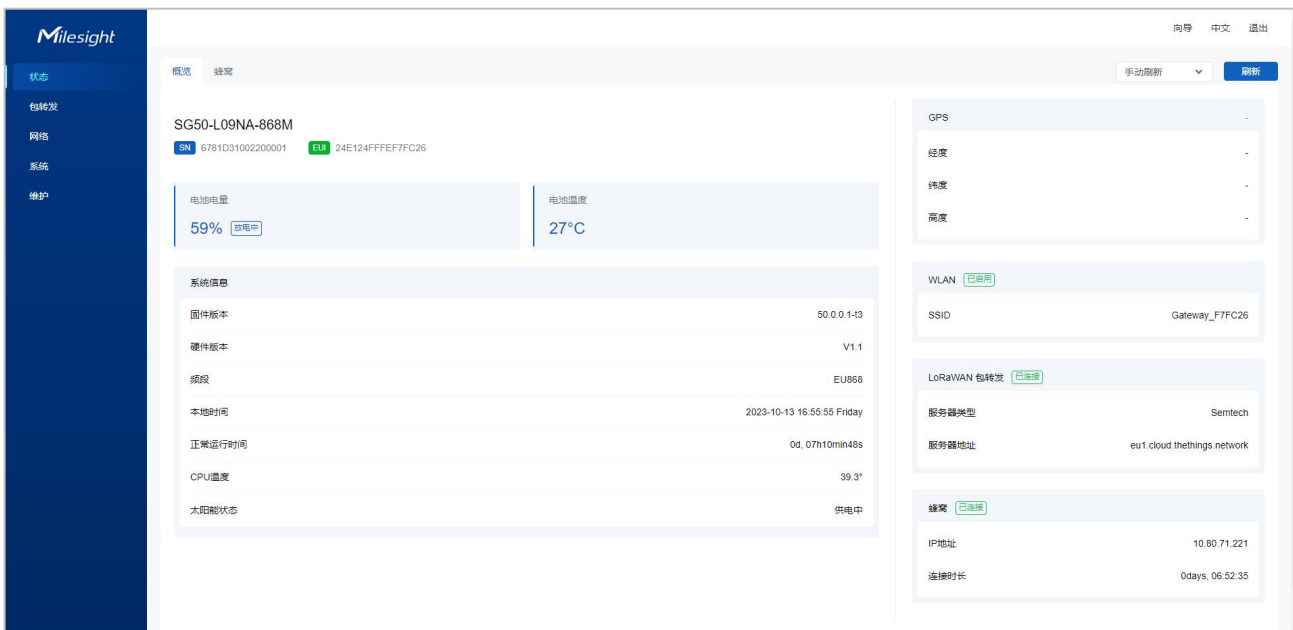 Milesight
向导 中文 退出
状态
包转发
网络
系统
维护
概览 蜂窝
手动刷新 刷新
SG50-L09NA-868M
SN 6781D31002200001 EUI 24E124FFFEF7FC26
电池电量
59% 放电中
电池温度
27°C
系统信息
固件版本 50.0.0.1-t3
硬件版本 V1.1
频段 EU868
本地时间 2023-10-13 16:55:55 Friday
正常运行时间 0d, 07h10min48s
CPU温度 39.3°
太阳能状态 供电中
GPS -
经度 -
纬度 -
高度 -
WLAN 已启用
SSID Gateway_F7FC26
LoRaWAN 包转发 已连接
服务器类型 Semtech
服务器地址 eu1.cloud.thethings.network
蜂窝 已连接
IP地址 10.80.71.221
连接时长 0days, 06:52:35